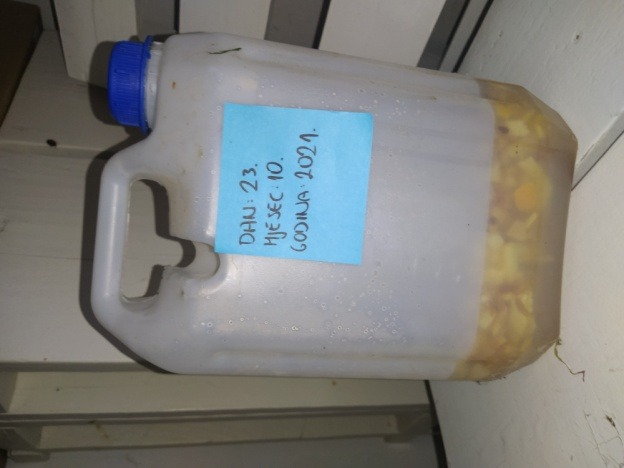 DAN: 23.
MJESEC: 10.
GODINA: 2021.